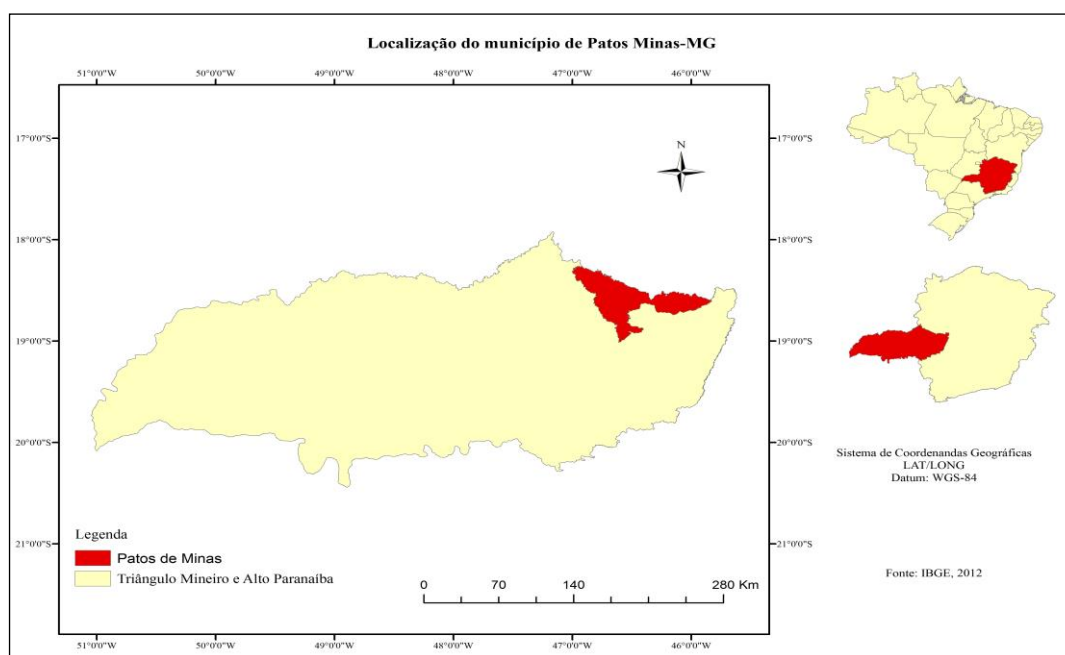 Localização do município de Patos Minas-MG
51°0'0"W
50°0'0"W
49°0'0"W
48°0'0"W
47°0'0"W
46°0'0"W
17°0'0"S
17°0'0"S
N
18°0'0"S
18°0'0"S
19°0'0"S
19°0'0"S
20°0'0"S
20°0'0"S
Sistema de Coordenandas Geográficas
LAT/LONG
Datum: WGS-84
21°0'0"S
21°0'0"S
Legenda
Patos de Minas
Triângulo Mineiro e Alto Paranaíba
0 70 140 280 Km
Fonte: IBGE, 2012
51°0'0"W
50°0'0"W
49°0'0"W
48°0'0"W
47°0'0"W
46°0'0"W